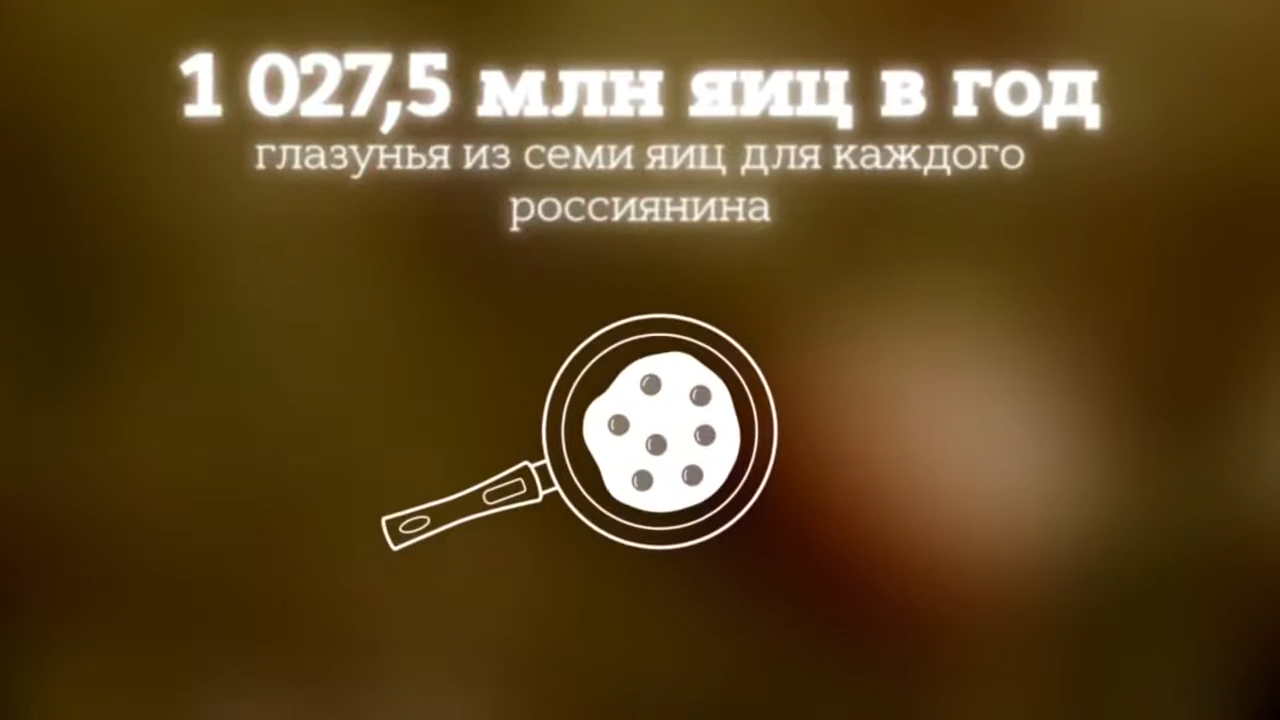 1 027,5 млн яиц в год
глазунья из семи яиц для каждого
россиянина